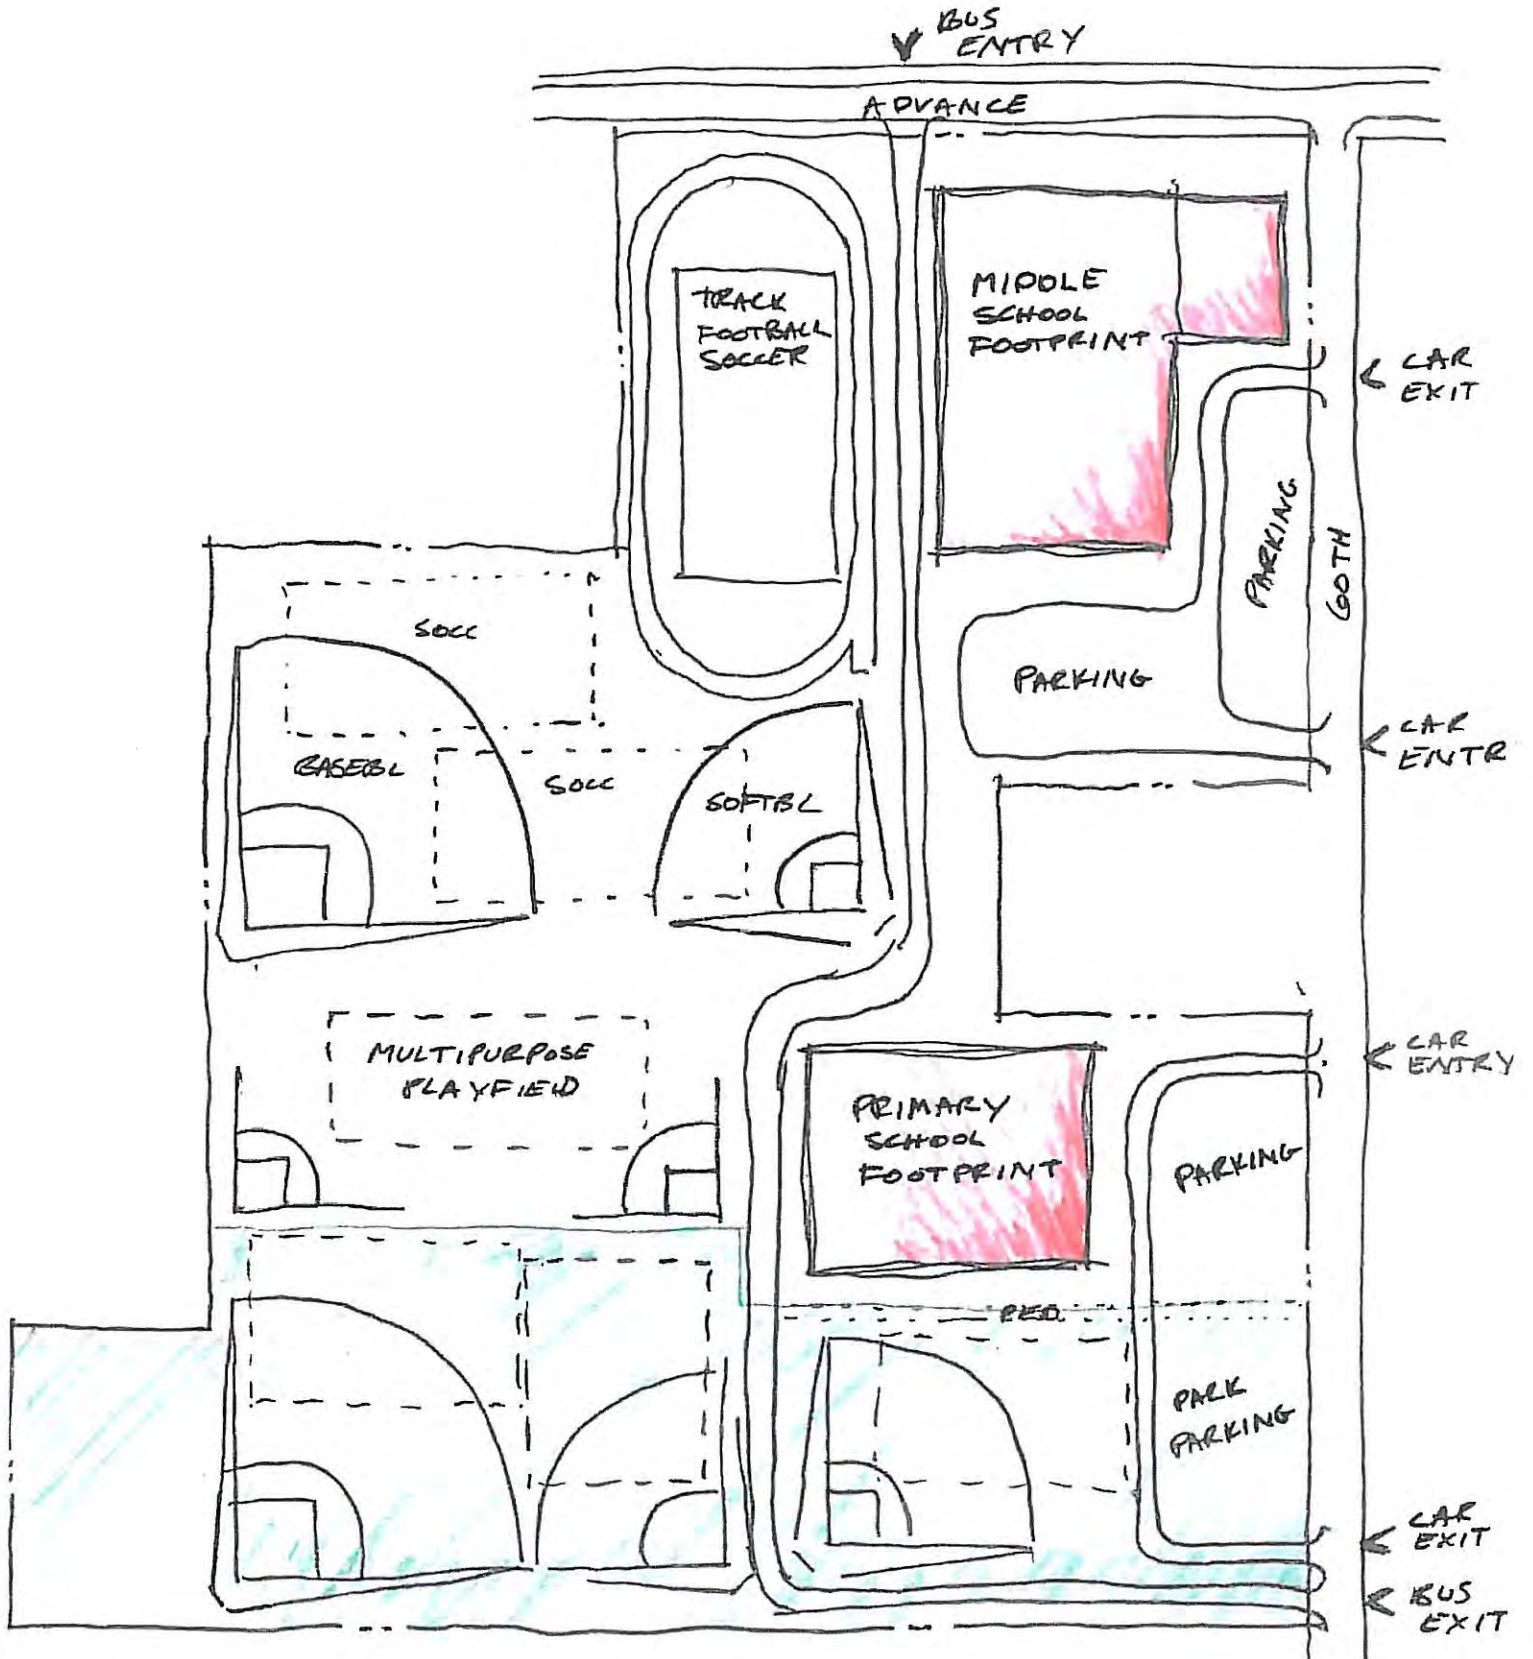 BUS
ENTRY
ADVANCE
MIDDLE
SCHOOL
FOOTPRINT
TRACK
FOOTBALL
SOCCER
CAR
EXIT
PARKING
60TH
SOCC
PARKING
CAR
ENTR
BASEBL
SOCC
SOFTBL
MULTIPURPOSE
PLAYFIELD
CAR
ENTRY
PRIMARY
SCHOOL
FOOTPRINT
PARKING
PED.
PARK
PARKING
CAR
EXIT
BUS
EXIT